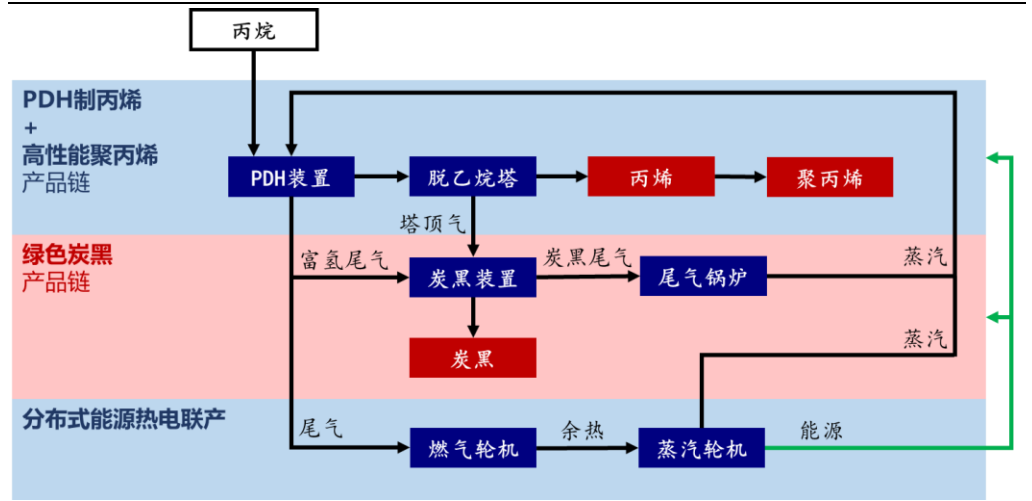 丙烷
PDH制丙烯
+
高性能聚丙烯
产品链
PDH装置
脱乙烷塔
丙烯
聚丙烯
塔顶气
绿色炭黑
产品链
富氢尾气
炭黑装置
炭黑尾气
尾气锅炉
蒸汽
炭黑
蒸汽
分布式能源热电联产
尾气
燃气轮机
余热
蒸汽轮机
能源